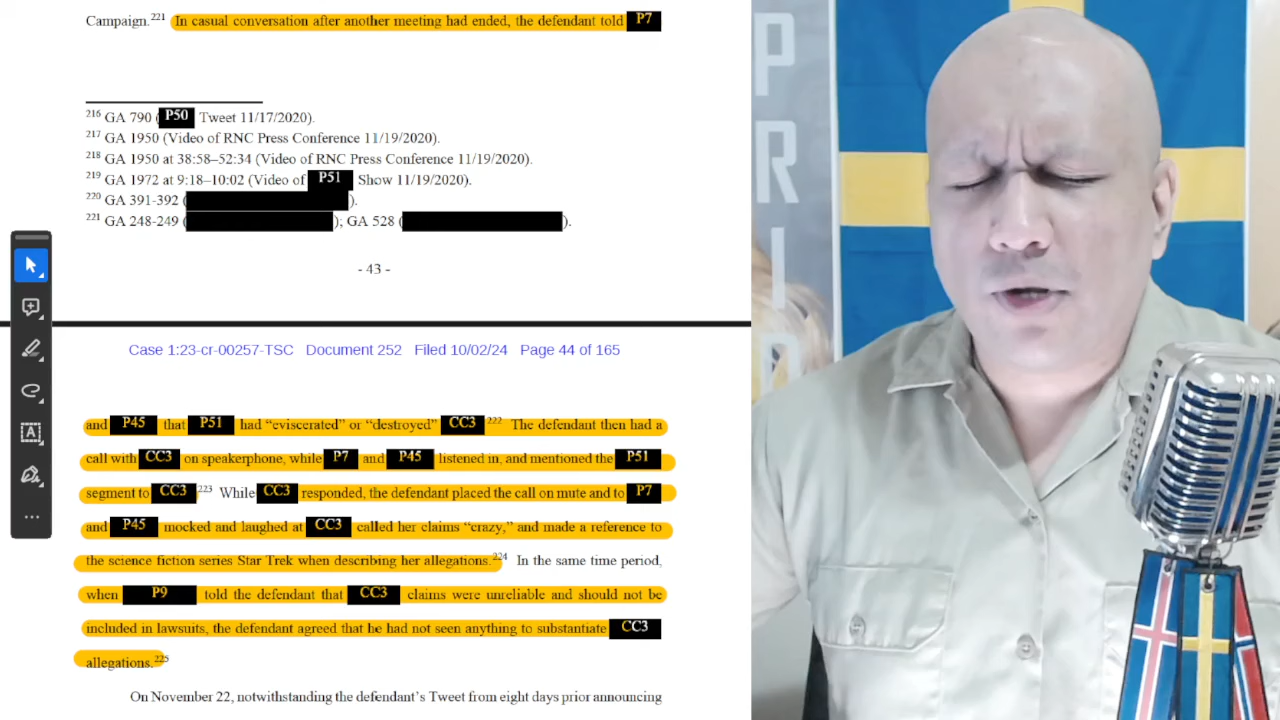 Campaign.221 In casual conversation after another meeting had ended, the defendant told P7
216 GA 790 ( P50 Tweet 11/17/2020).
217 GA 1950 (Video of RNC Press Conference 11/19/2020).
218 GA 1950 at 38:58–52:34 (Video of RNC Press Conference 11/19/2020).
219 GA 1972 at 9:18–10:02 (Video of P51 Show 11/19/2020).
220 GA 391-392 ( ).
221 GA 248-249 ( ); GA 528 ( ).
- 43 -
Case 1:23-cr-00257-TSC Document 252 Filed 10/02/24 Page 44 of 165
and P45 that P51 had “eviscerated” or “destroyed” CC3 222 The defendant then had a
call with CC3 on speakerphone, while P7 and P45 listened in, and mentioned the P51
segment to CC3 223 While CC3 responded, the defendant placed the call on mute and to P7
and P45 mocked and laughed at CC3 called her claims “crazy,” and made a reference to
the science fiction series Star Trek when describing her allegations.224 In the same time period,
when P9 told the defendant that CC3 claims were unreliable and should not be
included in lawsuits, the defendant agreed that he had not seen anything to substantiate CC3
allegations.225
On November 22, notwithstanding the defendant’s Tweet from eight days prior announcing
P
R
I